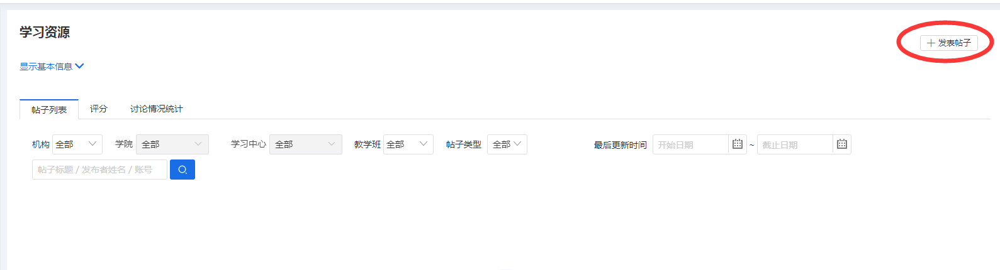 学习资源
+ 发表帖子
显示基本信息
帖子列表 评分 讨论情况统计
机构 全部 学院 全部 学习中心 全部 教学班 全部 帖子类型 全部 最后更新时间 开始日期 ~ 截止日期
帖子标题 / 发布者姓名 / 账号